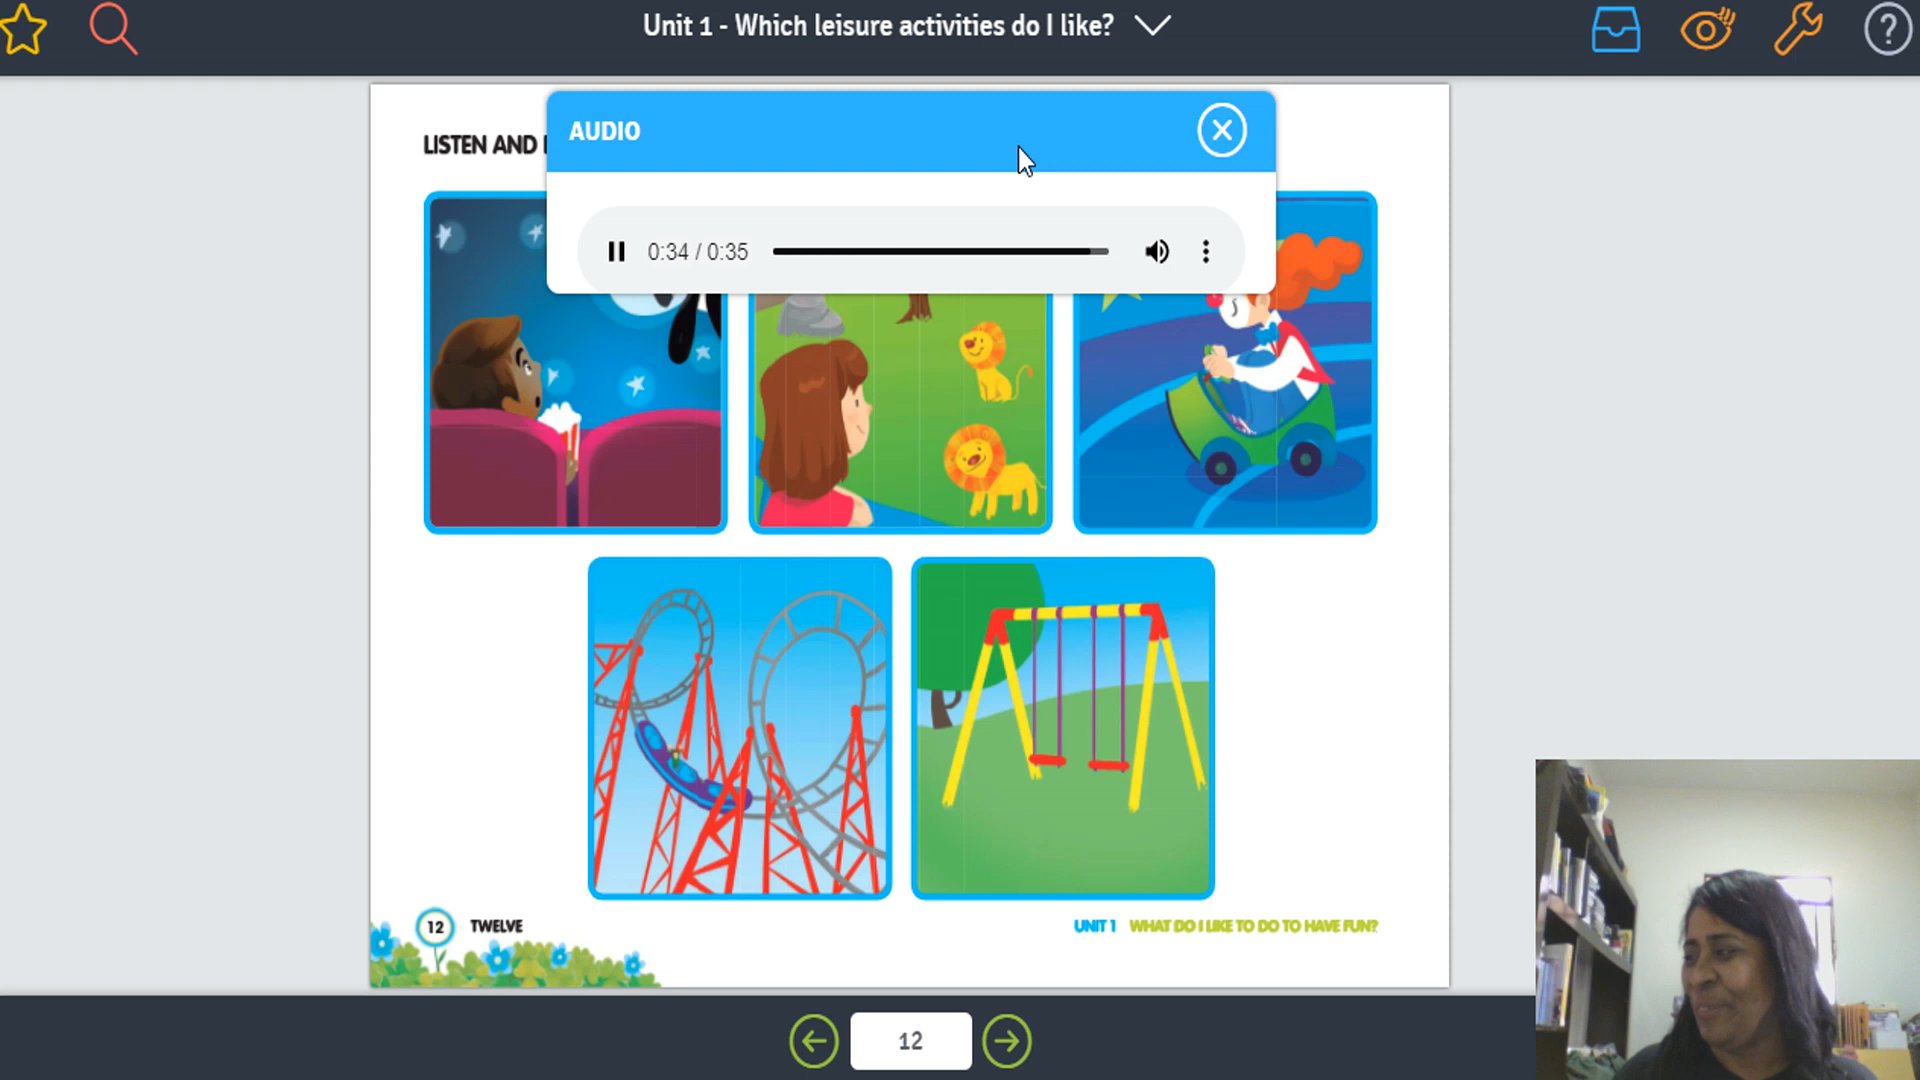 Unit 1 - Which leisure activities do I like?
AUDIO
LISTEN AND
0:34 / 0:35
12 TWELVE
UNIT 1 WHAT DO I LIKE TO DO TO HAVE FUN?
12